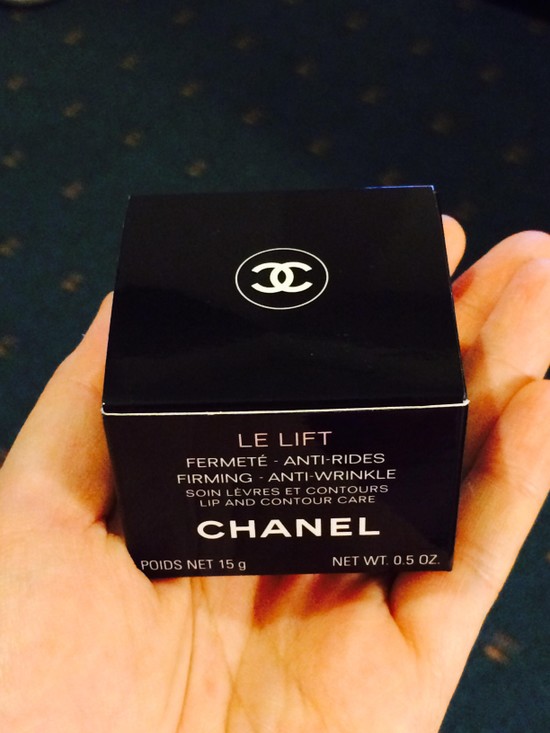 LE LIFT
FERMETÉ - ANTI-RIDES
FIRMING - ANTI-WRINKLE
SOIN LÈVRES ET CONTOURS
LIP AND CONTOUR CARE
CHANEL
POIDS NET 15 g NET WT. 0.5 OZ.